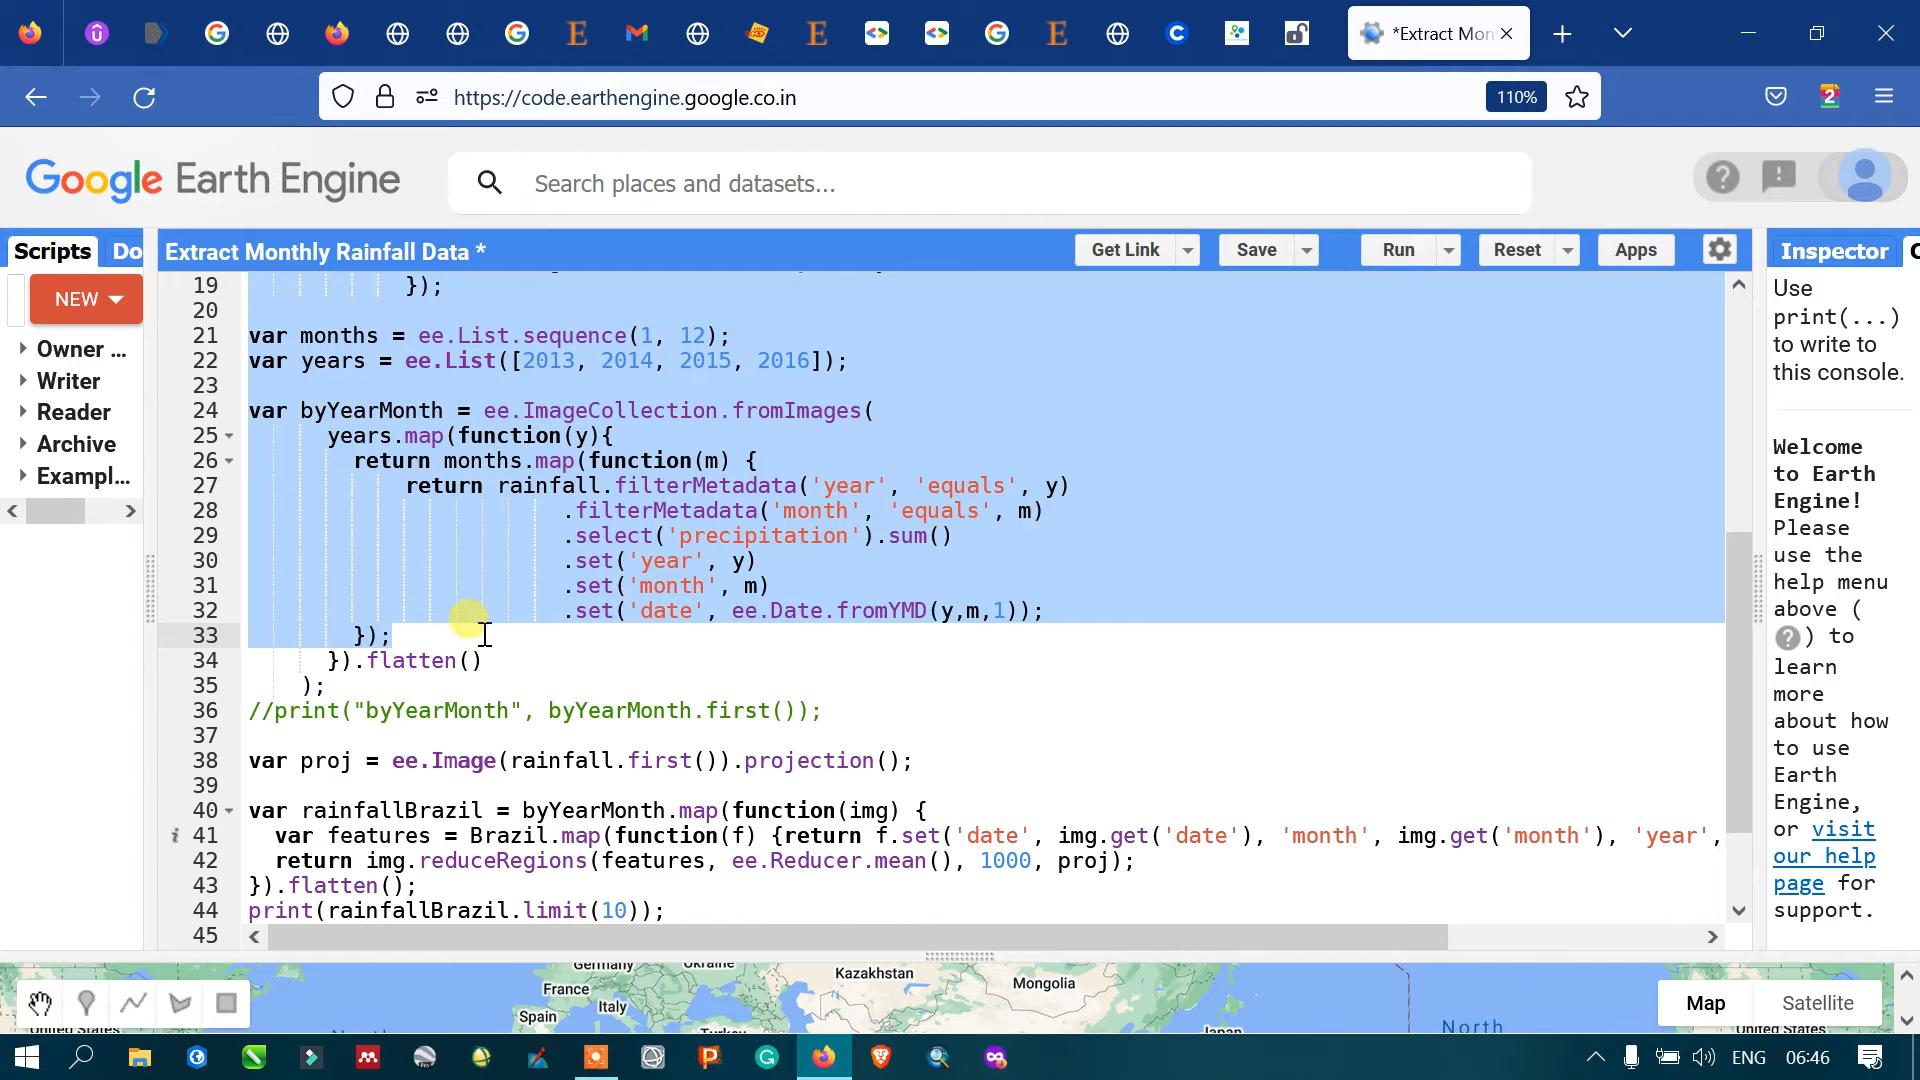 *Extract Mon
https://code.earthengine.google.co.in
110%
2
Google Earth Engine
Search places and datasets...
Scripts
Do
Extract Monthly Rainfall Data *
Get Link
Save
Run
Reset
Apps
Inspector
NEW
Owner ...
Writer
Reader
Archive
Exampl...
19 });
20
21 var months = ee.List.sequence(1, 12);
22 var years = ee.List([2013, 2014, 2015, 2016]);
23
24 var byYearMonth = ee.ImageCollection.fromImages(
25 years.map(function(y){
26 return months.map(function(m) {
27 return rainfall.filterMetadata('year', 'equals', y)
28 .filterMetadata('month', 'equals', m)
29 .select('precipitation').sum()
30 .set('year', y)
31 .set('month', m)
32 .set('date', ee.Date.fromYMD(y,m,1));
33 });
34 }).flatten()
35 );
36 //print("byYearMonth", byYearMonth.first());
37
38 var proj = ee.Image(rainfall.first()).projection();
39
40 var rainfallBrazil = byYearMonth.map(function(img) {
41 var features = Brazil.map(function(f) {return f.set('date', img.get('date'), 'month', img.get('month'), 'year',
42 return img.reduceRegions(features, ee.Reducer.mean(), 1000, proj);
43 }).flatten();
44 print(rainfallBrazil.limit(10));
45
Use
print(...)
to write to
this console.
Welcome
to Earth
Engine!
Please
use the
help menu
above (
?) to
learn
more
about how
to use
Earth
Engine,
or visit
our help
page for
support.
Germany
Ukraine
France
Italy
Spain
Turkey
Kazakhstan
Mongolia
Japan
North
United States
Map
Satellite
United States
ENG
06:46